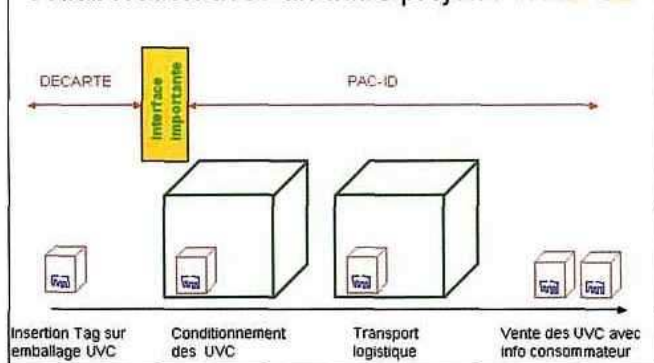 DECARTE
PAC-ID
Interface
importante
Insertion Tag sur
emballage UVC
Conditionnement
des UVC
Transport
logistique
Vente des UVC avec
info consommateur